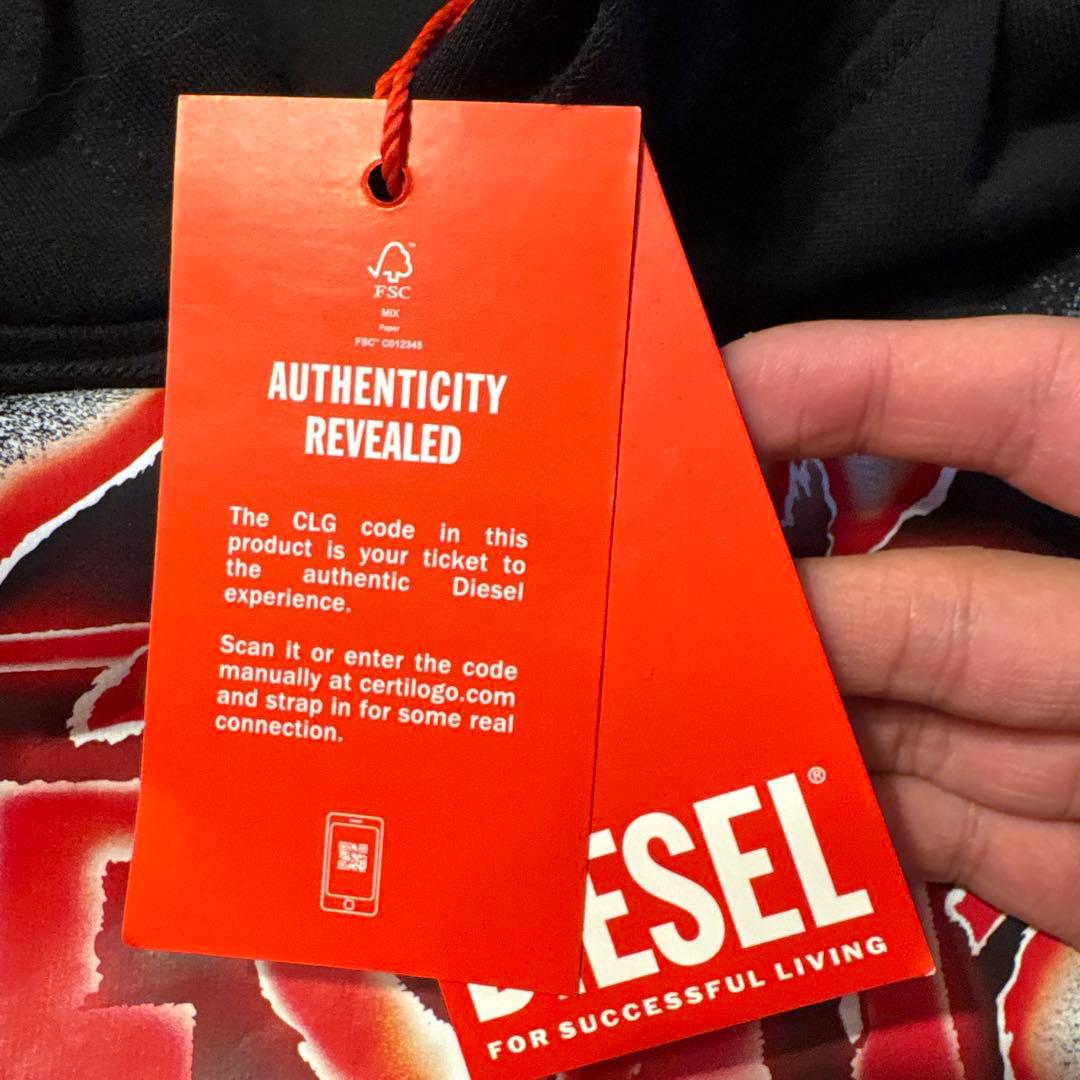 FSC™
MIX
Paper
FSC™ C012345
AUTHENTICITY
REVEALED
The CLG code in this
product is your ticket to
the authentic Diesel
experience.
Scan it or enter the code
manually at certilogo.com
and strap in for some real
connection.
DIESEL®
FOR SUCCESSFUL LIVING